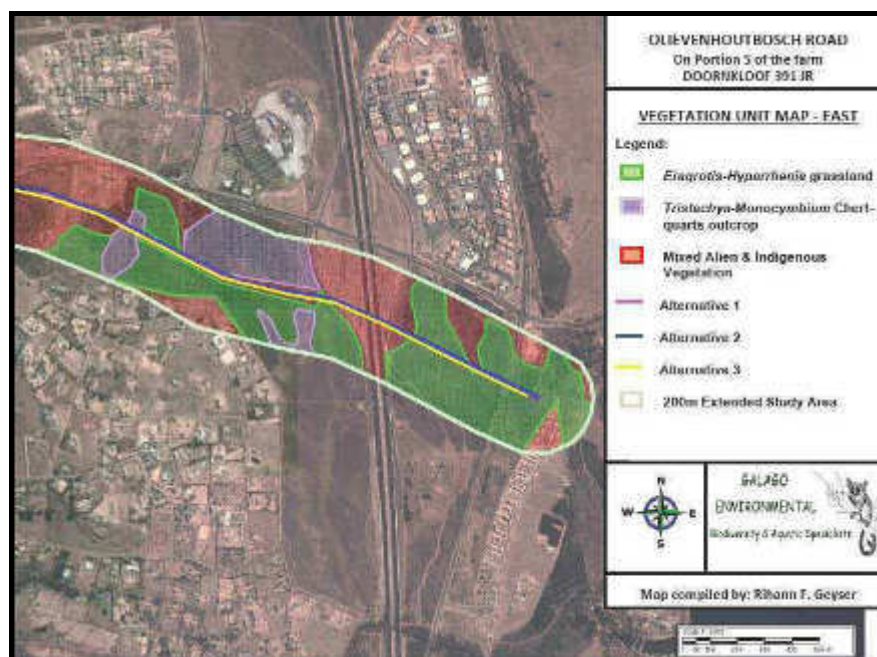 OLIEVENHOUTBOSCH ROAD
On Portion 5 of the farm
DOORNKLOOF 391 JR
VEGETATION UNIT MAP - EAST
Legend:
Eragrotis-Hyparrhenia grassland
Tristachya-Monocymbium Chert-
quarts outcrop
Mixed Alien & Indigenous
Vegetation
Alternative 1
Alternative 2
Alternative 3
200m Extended Study Area
N
W
E
S
GALAGO
ENVIRONMENTAL
Biodiversity & Aquatic Specialists
Map compiled by: Rihann F. Geyser